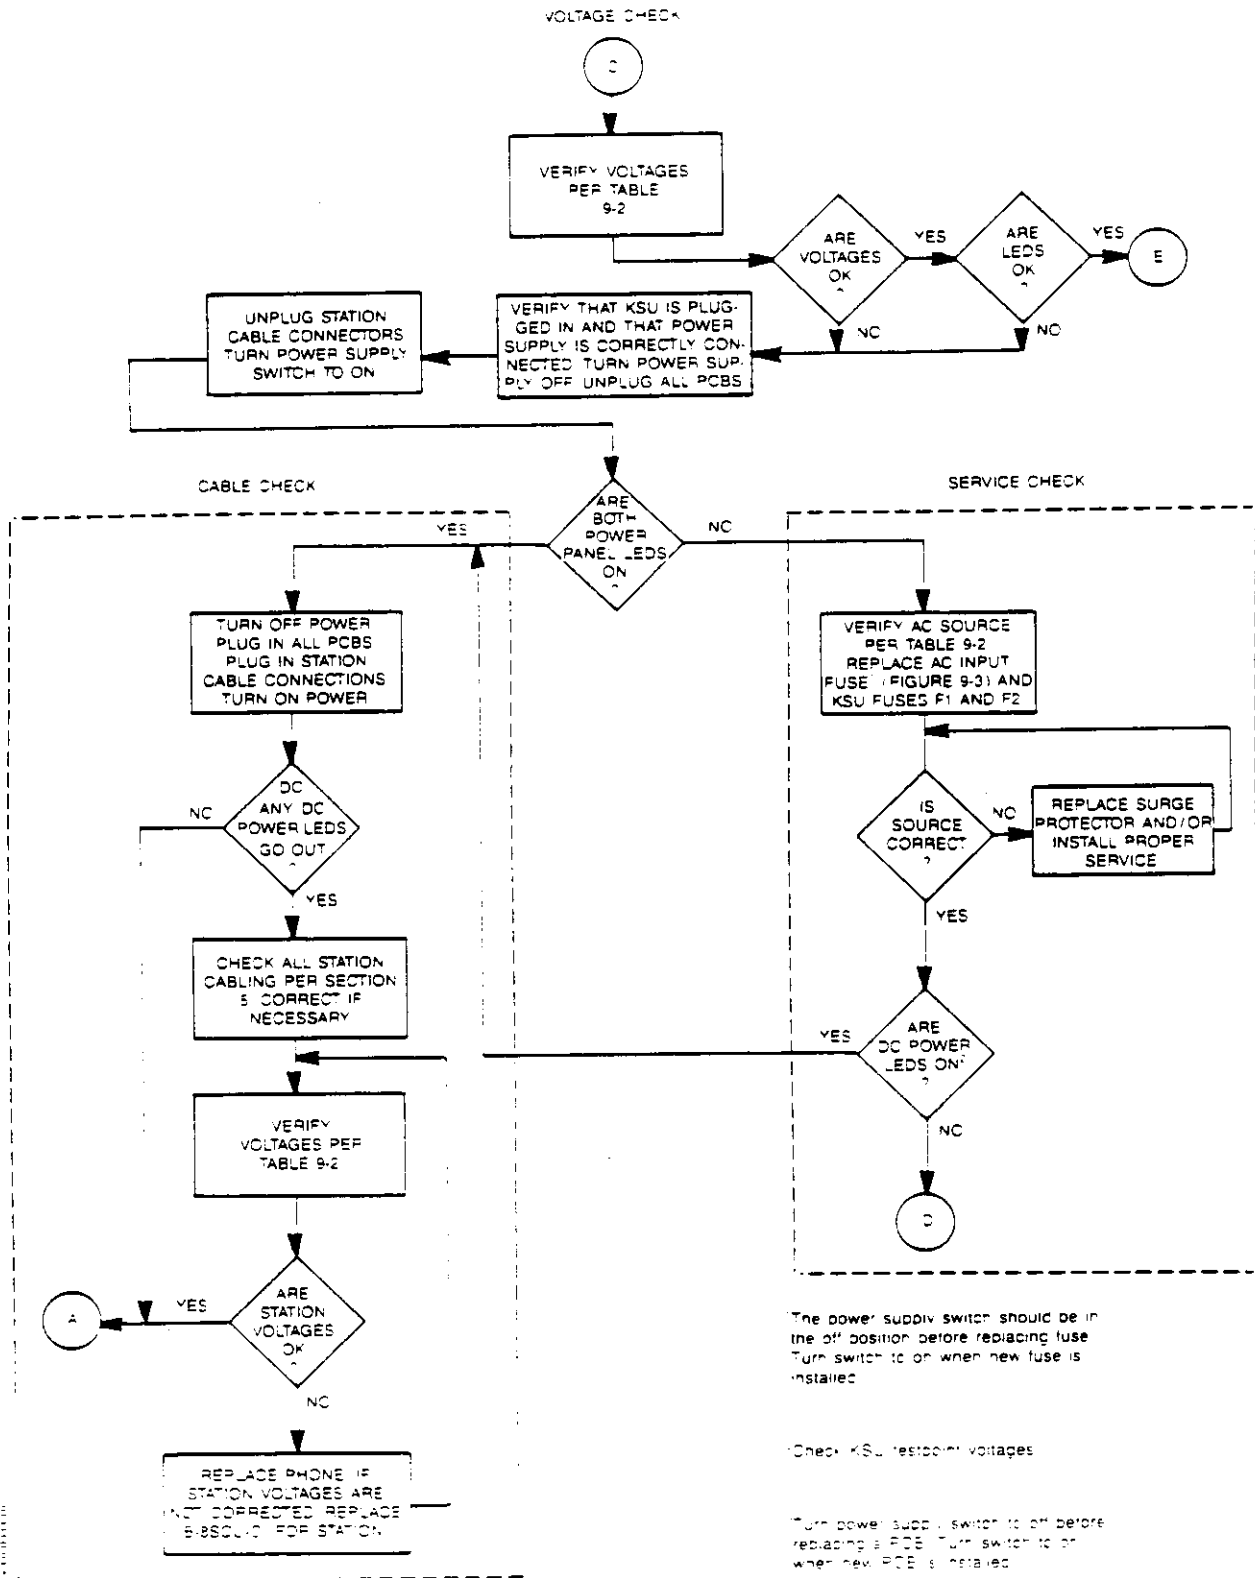 VOLTAGE CHECK
C
VERIFY VOLTAGES
PER TABLE
9-2
ARE
VOLTAGES
OK
?
YES
ARE
LEDS
OK
?
YES
E
NO
NO
UNPLUG STATION
CABLE CONNECTORS
TURN POWER SUPPLY
SWITCH TO ON
VERIFY THAT KSU IS PLUG-
GED IN AND THAT POWER
SUPPLY IS CORRECTLY CON-
NECTED TURN POWER SUP-
PLY OFF UNPLUG ALL PCBS
CABLE CHECK
SERVICE CHECK
YES
ARE
BOTH
POWER
PANEL LEDS
ON
?
NO
TURN OFF POWER
PLUG IN ALL PCBS
PLUG IN STATION
CABLE CONNECTIONS
TURN ON POWER
VERIFY AC SOURCE
PER TABLE 9-2
REPLACE AC INPUT
FUSE (FIGURE 9-3) AND
KSU FUSES F1 AND F2
NO
DO
ANY DC
POWER LEDS
GO OUT
?
YES
IS
SOURCE
CORRECT
?
NO
REPLACE SURGE
PROTECTOR AND/OR
INSTALL PROPER
SERVICE
YES
CHECK ALL STATION
CABLING PER SECTION
5 CORRECT IF
NECESSARY
YES
ARE
DC POWER
LEDS ON
?
NO
VERIFY
VOLTAGES PER
TABLE 9-2
D
A
YES
ARE
STATION
VOLTAGES
OK
?
NO
REPLACE PHONE IF
STATION VOLTAGES ARE
NOT CORRECTED REPLACE
FOR STATION
The power supply switch should be in
the off position before replacing fuse
Turn switch to on when new fuse is
installed
Check KSU testpoint voltages
Turn power supply switch to off before
replacing a PCB Turn switch to on
when new PCB is installed